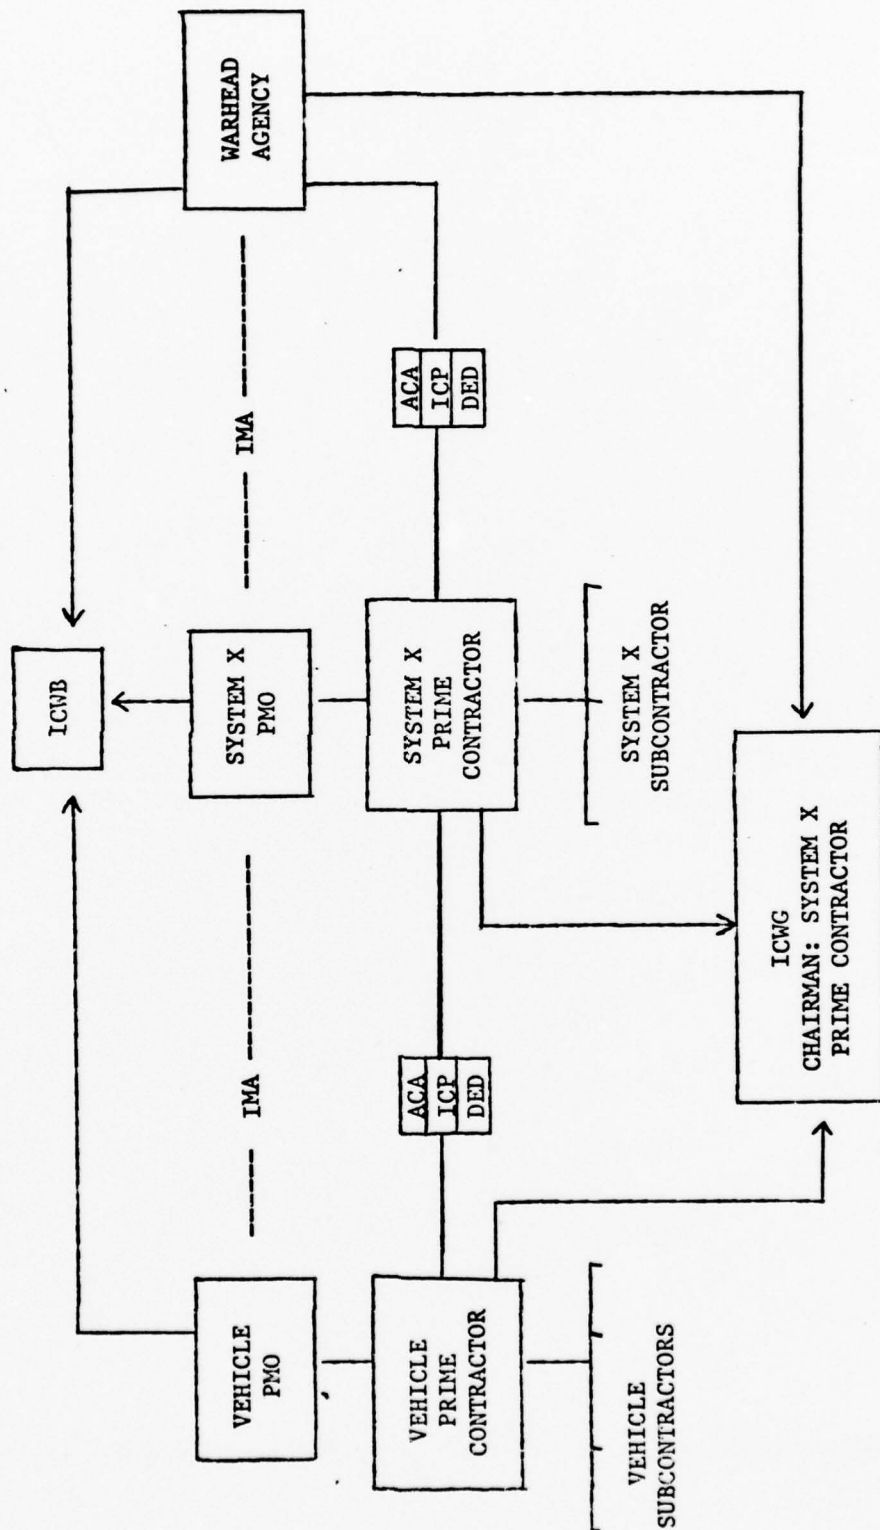 ICWB
WARHEAD
AGENCY
VEHICLE
PMO
IMA
SYSTEM X
PMO
IMA
ACA
ICP
DED
ACA
ICP
DED
VEHICLE
PRIME
CONTRACTOR
SYSTEM X
PRIME
CONTRACTOR
VEHICLE
SUBCONTRACTORS
SYSTEM X
SUBCONTRACTOR
ICWG
CHAIRMAN: SYSTEM X
PRIME CONTRACTOR